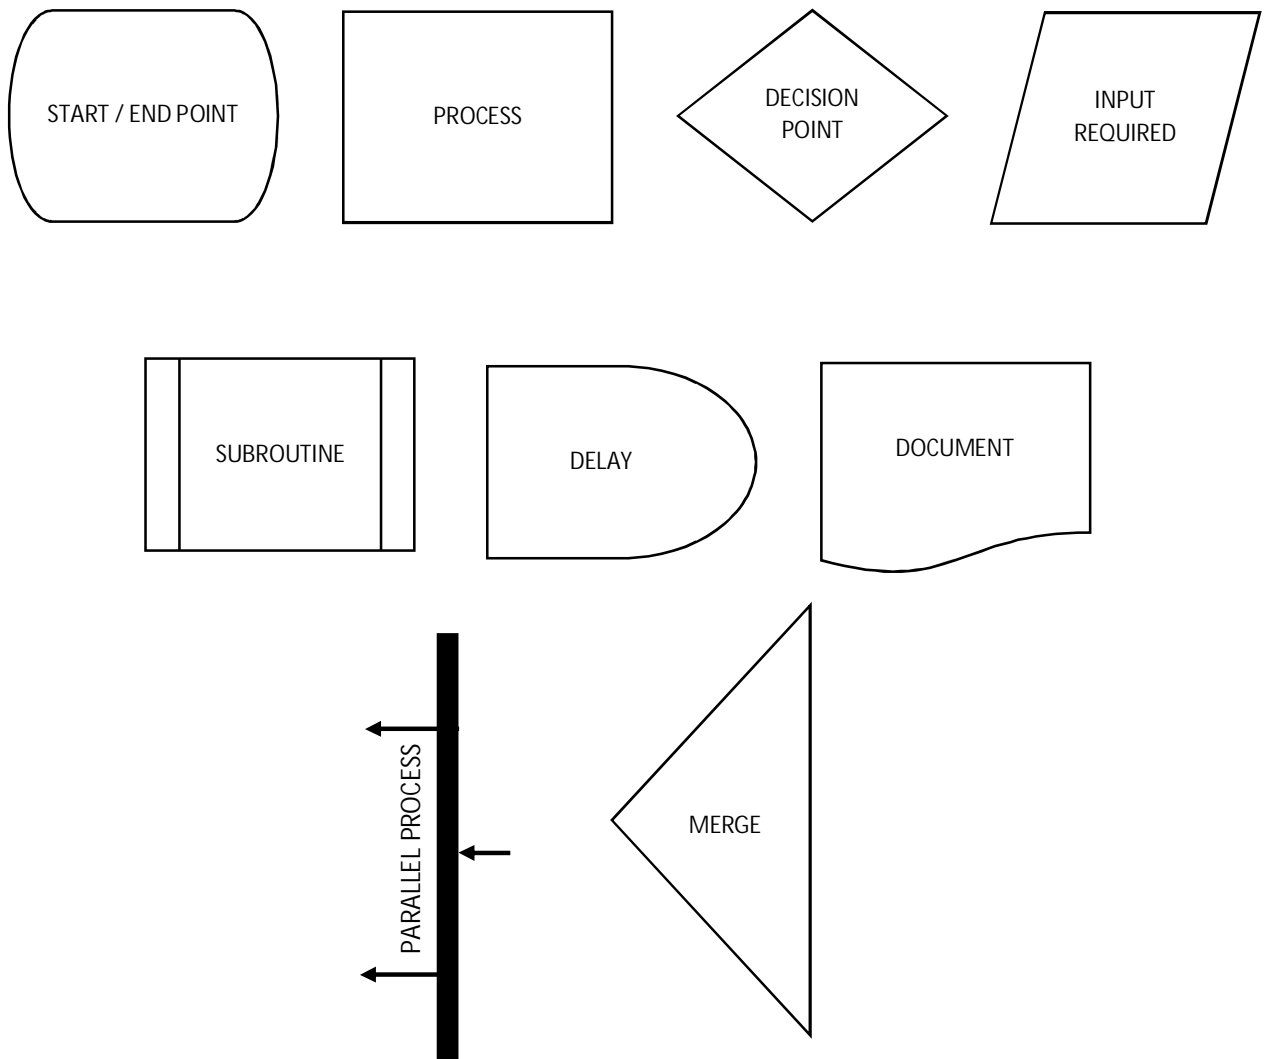 START / END POINT
PROCESS
DECISION
POINT
INPUT
REQUIRED
SUBROUTINE
DELAY
DOCUMENT
PARALLEL PROCESS
MERGE